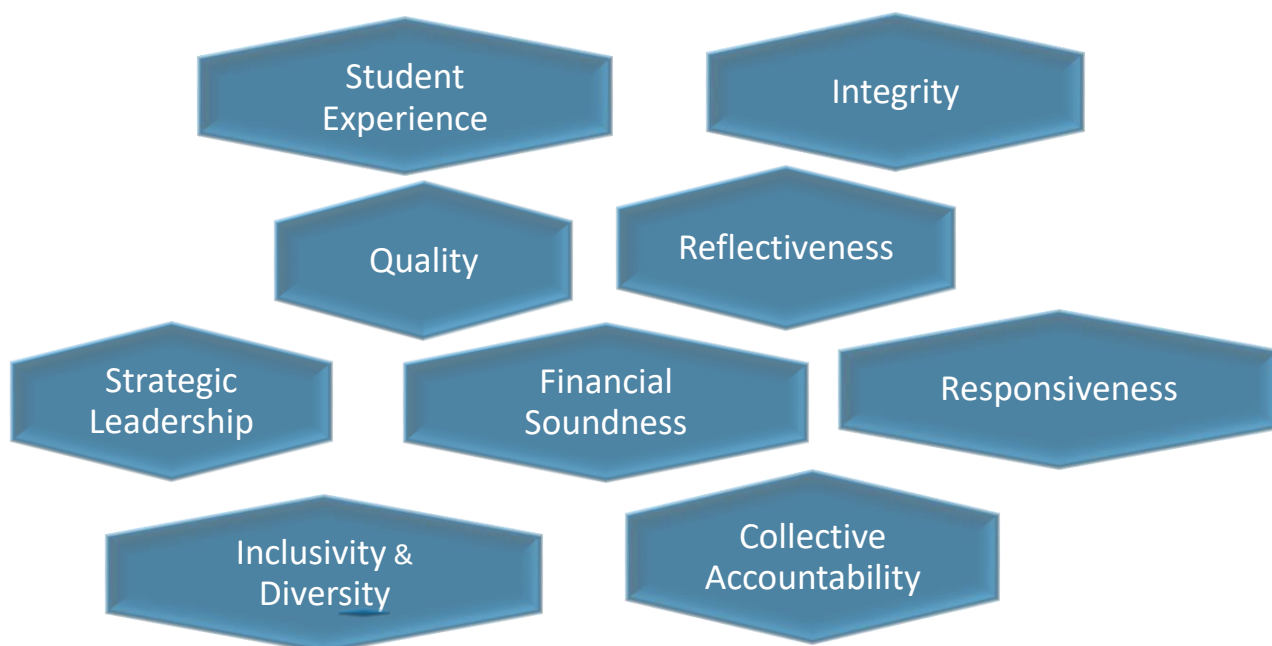 Student
Experience
Integrity
Quality
Reflectiveness
Strategic
Leadership
Financial
Soundness
Responsiveness
Inclusivity &
Diversity
Collective
Accountability